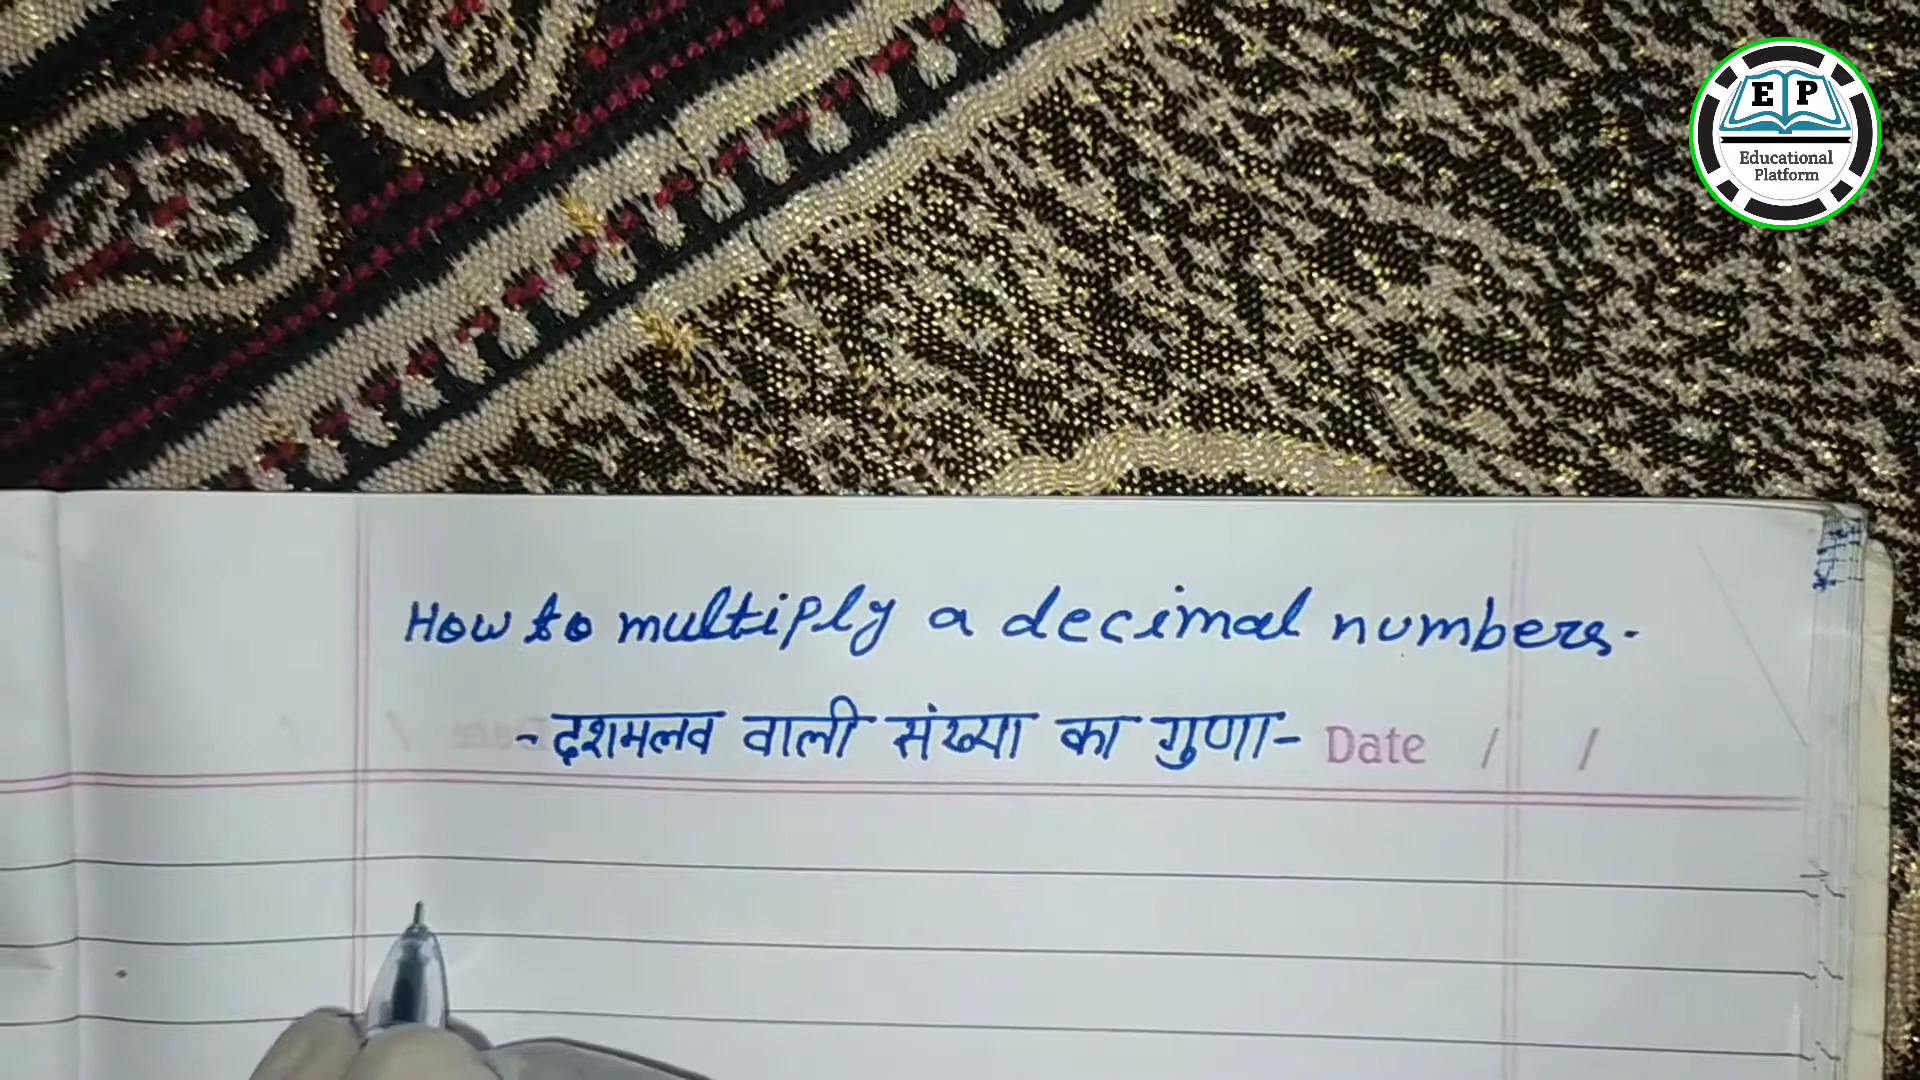 E P
Educational
Platform
How to multiply a decimal numbers.
-दशमलव वाली संख्या का गुणा-
Date / /